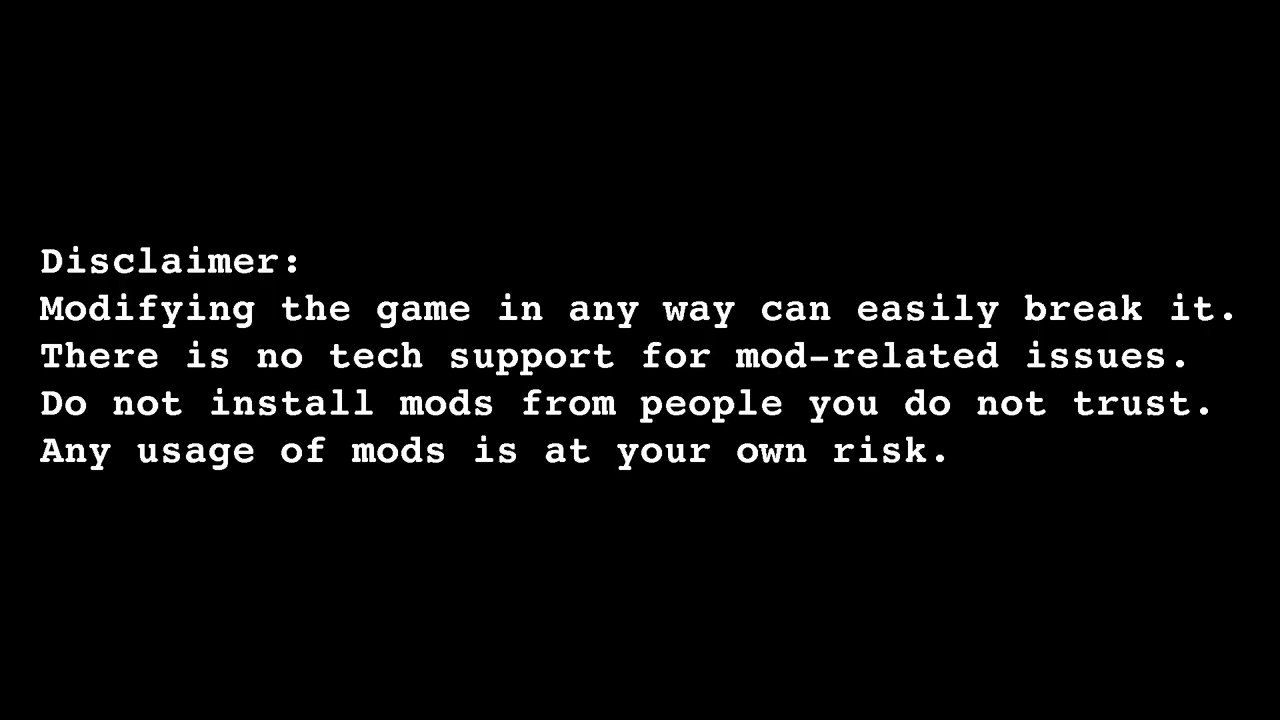 Disclaimer:
Modifying the game in any way can easily break it.
There is no tech support for mod-related issues.
Do not install mods from people you do not trust.
Any usage of mods is at your own risk.